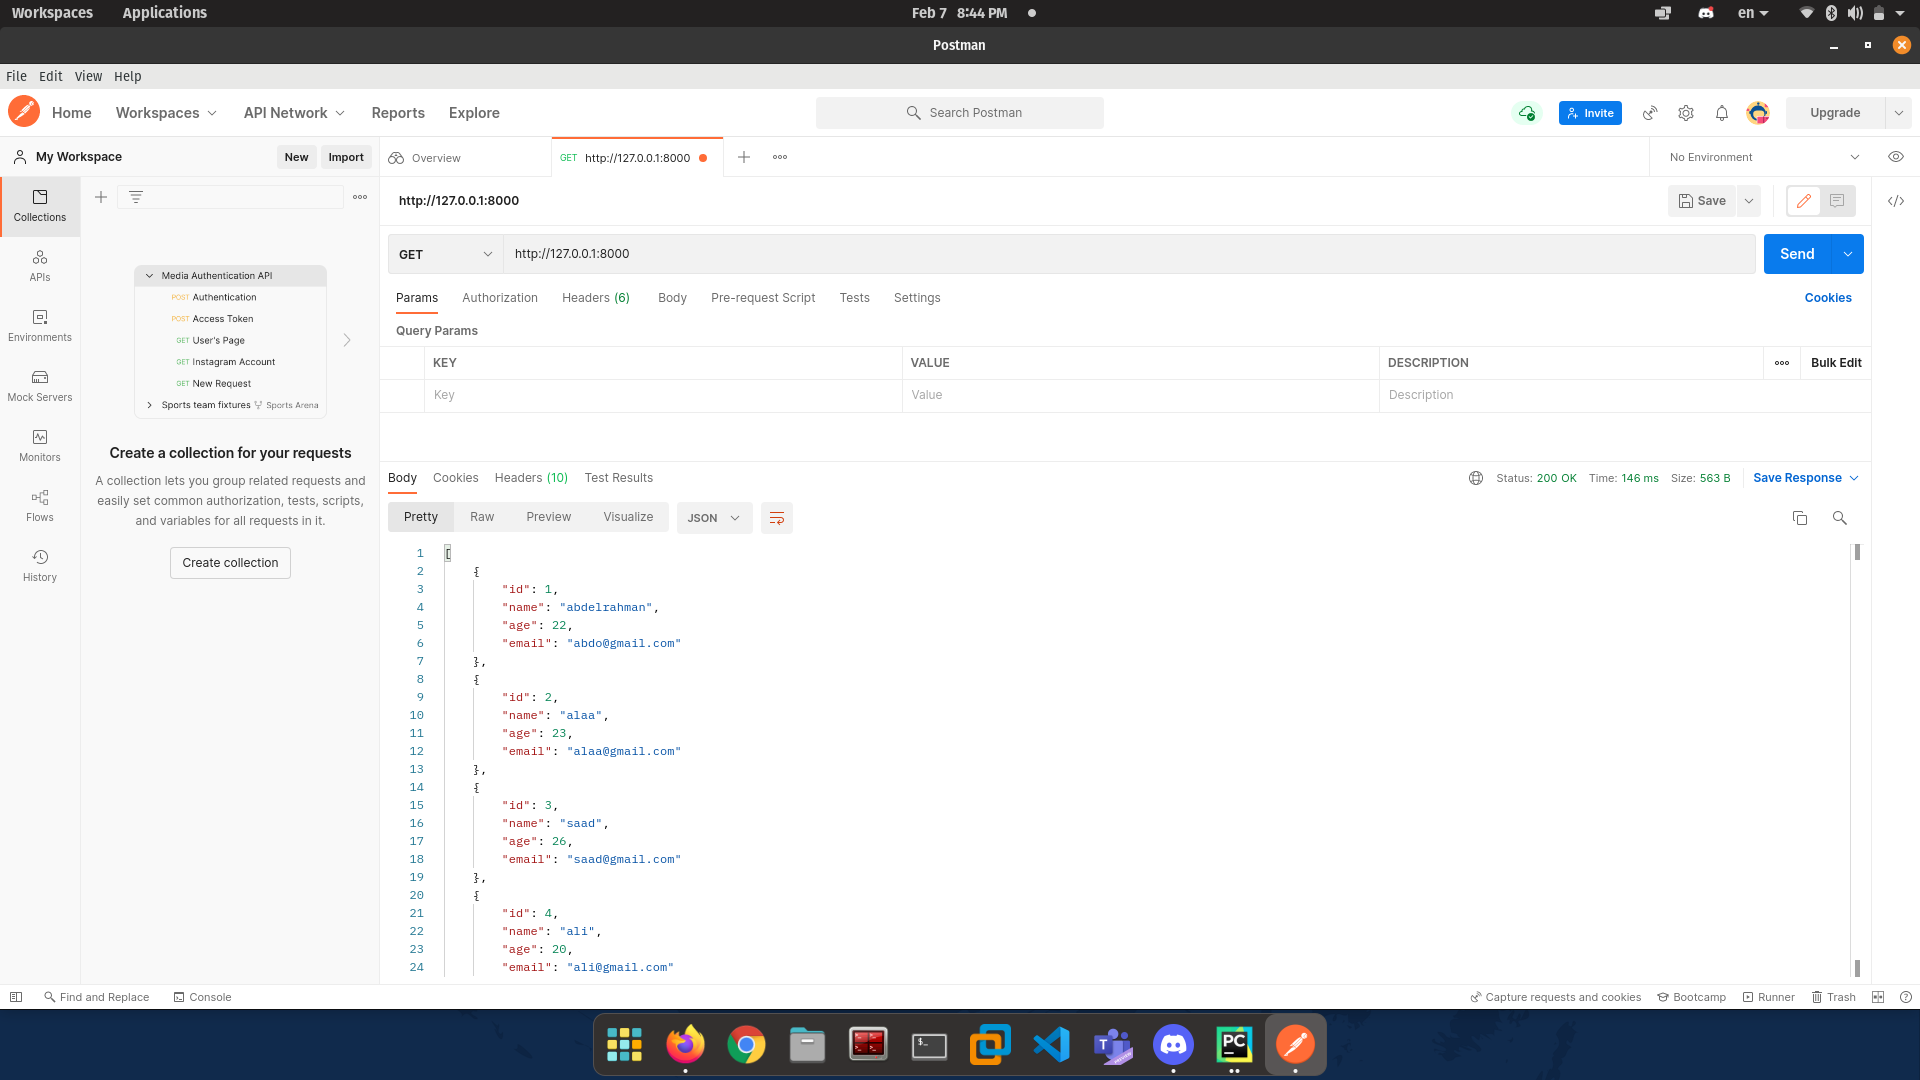 Workspaces Applications Feb 7 8:44 PM en
Postman
File Edit View Help
Home Workspaces API Network Reports Explore Search Postman Invite Upgrade
My Workspace New Import Overview GET http://127.0.0.1:8000 No Environment
Collections
APIs
Environments
Mock Servers
Monitors
Flows
History
Media Authentication API
POST Authentication
POST Access Token
GET User's Page
GET Instagram Account
GET New Request
Sports team fixtures Sports Arena
Create a collection for your requests
A collection lets you group related requests and
easily set common authorization, tests, scripts,
and variables for all requests in it.
Create collection
http://127.0.0.1:8000 Save
GET http://127.0.0.1:8000 Send
Params Authorization Headers (6) Body Pre-request Script Tests Settings Cookies
Query Params
KEY VALUE DESCRIPTION Bulk Edit
Key Value Description
Body Cookies Headers (10) Test Results Status: 200 OK Time: 146 ms Size: 563 B Save Response
Pretty Raw Preview Visualize JSON
1 [
2 {
3 "id": 1,
4 "name": "abdelrahman",
5 "age": 22,
6 "email": "abdo@gmail.com"
7 },
8 {
9 "id": 2,
10 "name": "alaa",
11 "age": 23,
12 "email": "alaa@gmail.com"
13 },
14 {
15 "id": 3,
16 "name": "saad",
17 "age": 26,
18 "email": "saad@gmail.com"
19 },
20 {
21 "id": 4,
22 "name": "ali",
23 "age": 20,
24 "email": "ali@gmail.com"
Find and Replace Console Capture requests and cookies Bootcamp Runner Trash
$_ T PREVIEW PC